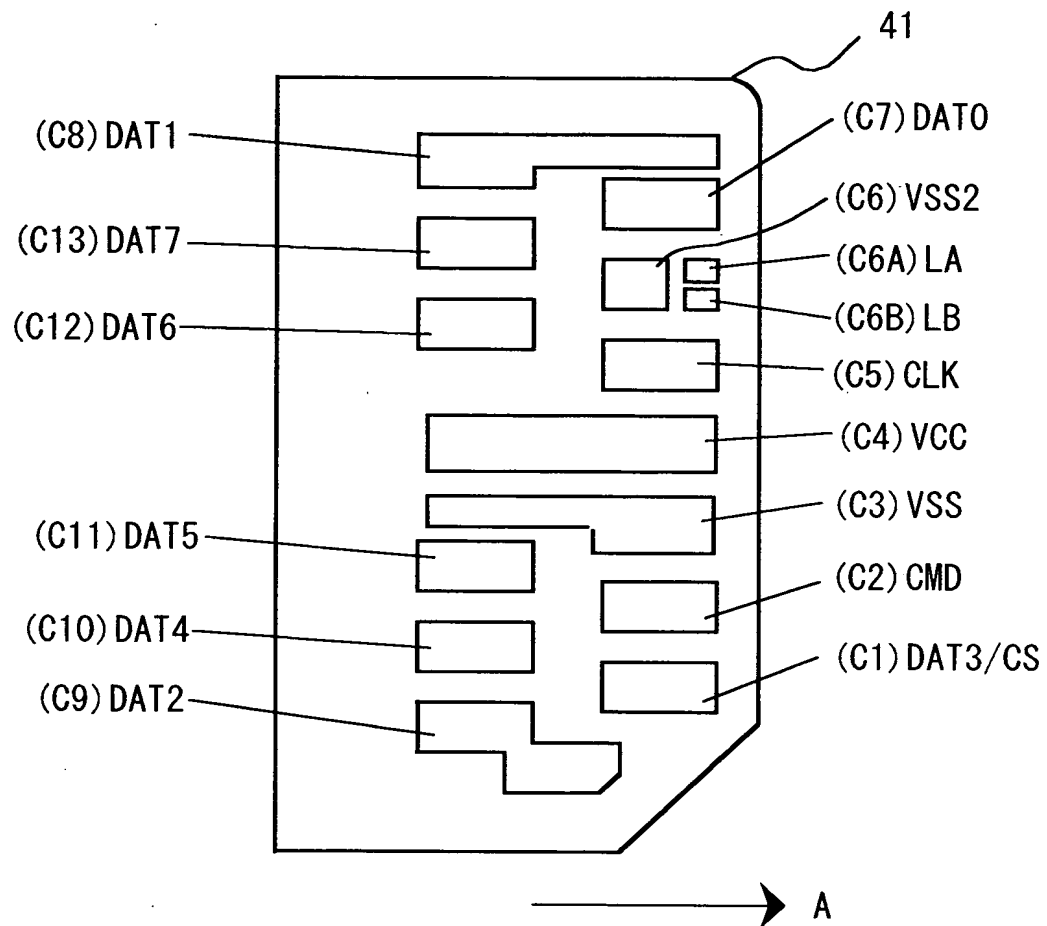 41
(C8)DAT1
(C7)DAT0
(C6)VSS2
(C13)DAT7
(C6A)LA
(C12)DAT6
(C6B)LB
(C5)CLK
(C4)VCC
(C3)VSS
(C11)DAT5
(C2)CMD
(C10)DAT4
(C1)DAT3/CS
(C9)DAT2
A